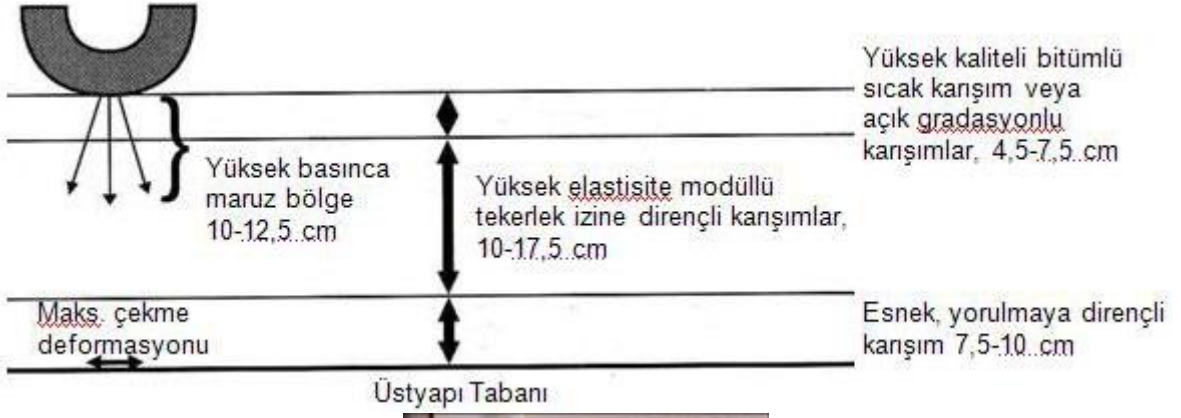 Yüksek kaliteli bitümlü
sıcak karışım veya
açık gradasyonlu
karışımlar, 4,5-7,5 cm
Yüksek basınca
maruz bölge
10-12,5 cm
Yüksek elastisite modüllü
tekerlek izine dirençli karışımlar,
10-17,5 cm
Maks. çekme
deformasyonu
Esnek, yorulmaya dirençli
karışım 7,5-10 cm
Üstyapı Tabanı